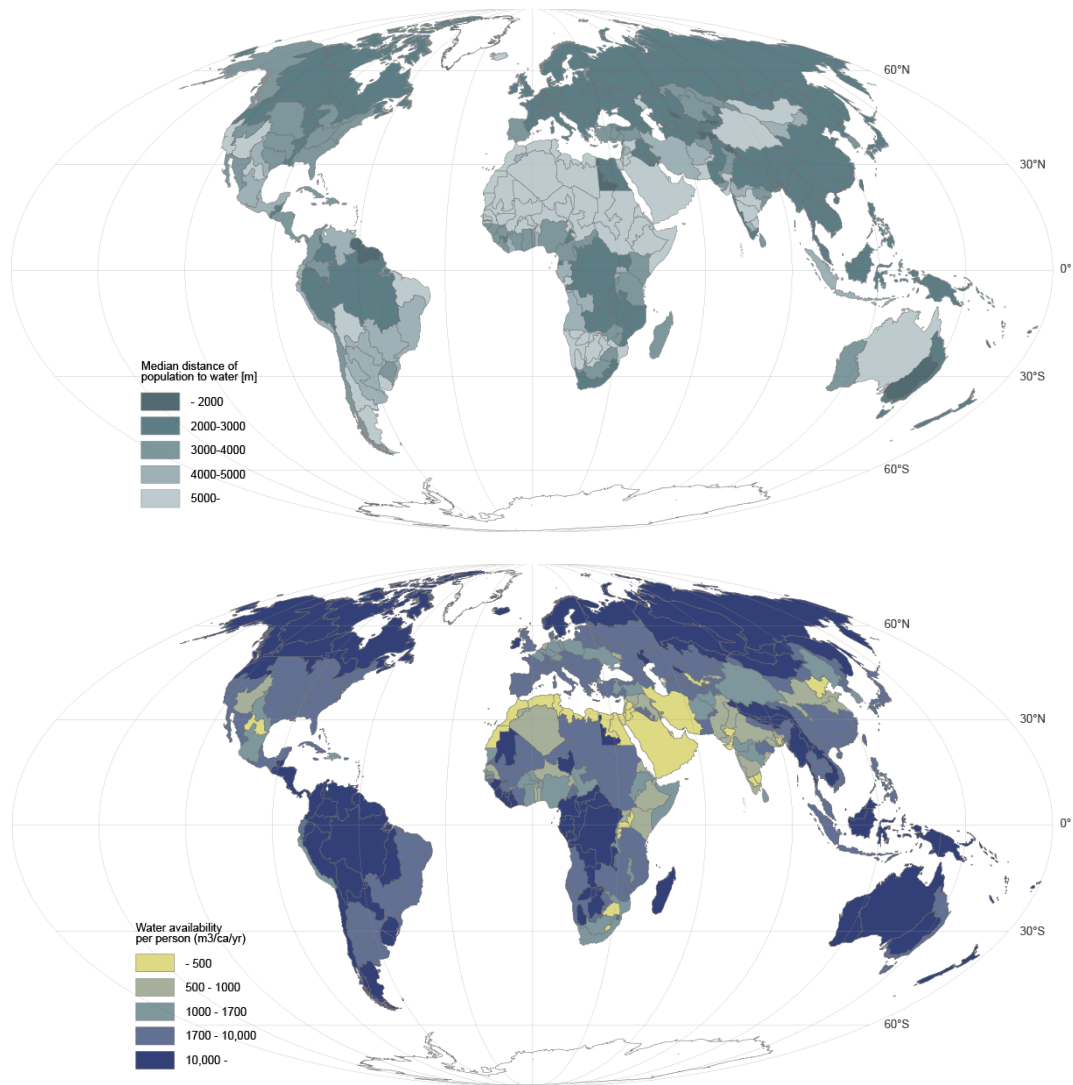 60°N
30°N
0°
30°S
60°S
Median distance of
population to water [m]
- 2000
2000-3000
3000-4000
4000-5000
5000-
60°N
30°N
0°
30°S
60°S
Water availability
per person (m3/ca/yr)
- 500
500 - 1000
1000 - 1700
1700 - 10,000
10,000 -